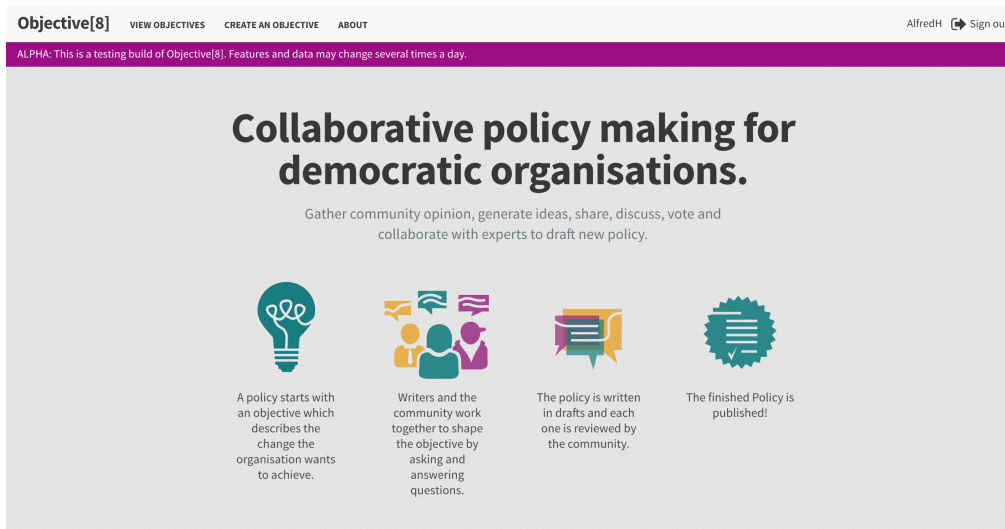 Objective[8] VIEW OBJECTIVES CREATE AN OBJECTIVE ABOUT AlfredH Sign ou
ALPHA: This is a testing build of Objective[8]. Features and data may change several times a day.
Collaborative policy making for
democratic organisations.
Gather community opinion, generate ideas, share, discuss, vote and
collaborate with experts to draft new policy.
A policy starts with
an objective which
describes the
change the
organisation wants
to achieve.
Writers and the
community work
together to shape
the objective by
asking and
answering
questions.
The policy is written
in drafts and each
one is reviewed by
the community.
The finished Policy is
published!